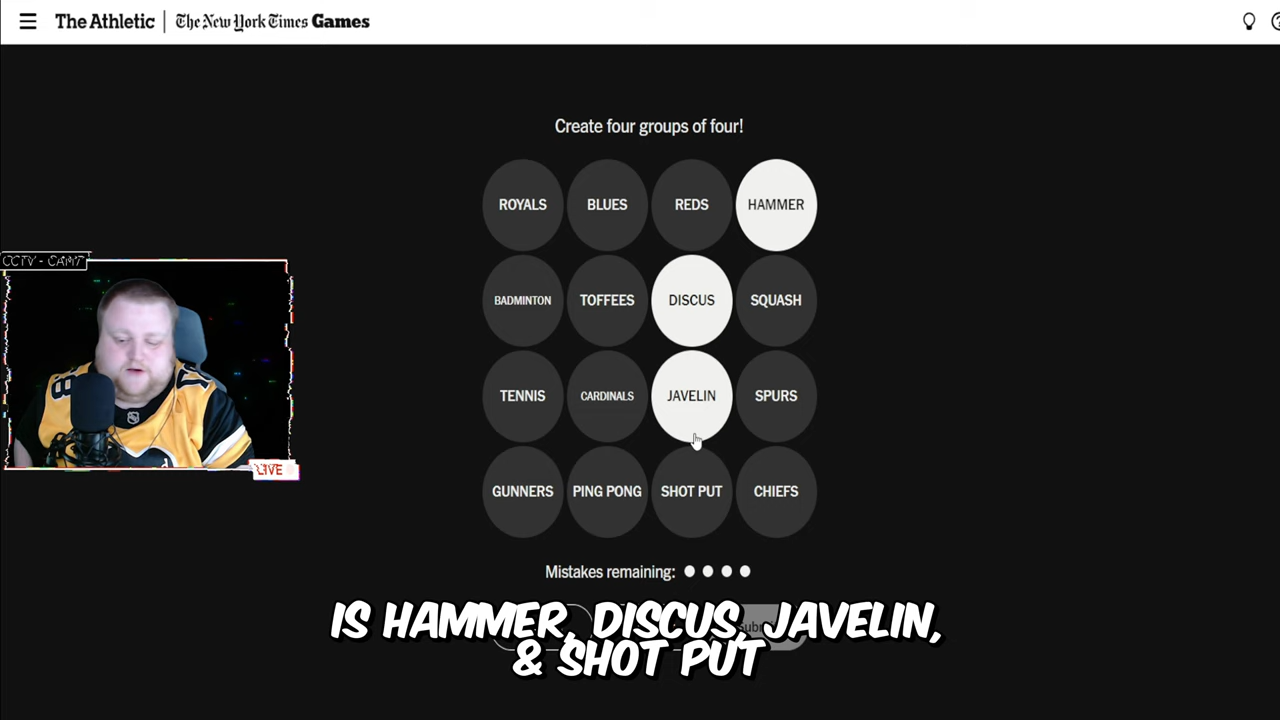 The Athletic | The New York Times Games
Create four groups of four!
ROYALS BLUES REDS HAMMER
BADMINTON TOFFEES DISCUS SQUASH
TENNIS CARDINALS JAVELIN SPURS
GUNNERS PING PONG SHOT PUT CHIEFS
CCTV - CAM7
LIVE
Mistakes remaining:
IS HAMMER, DISCUS, JAVELIN,
& SHOT PUT